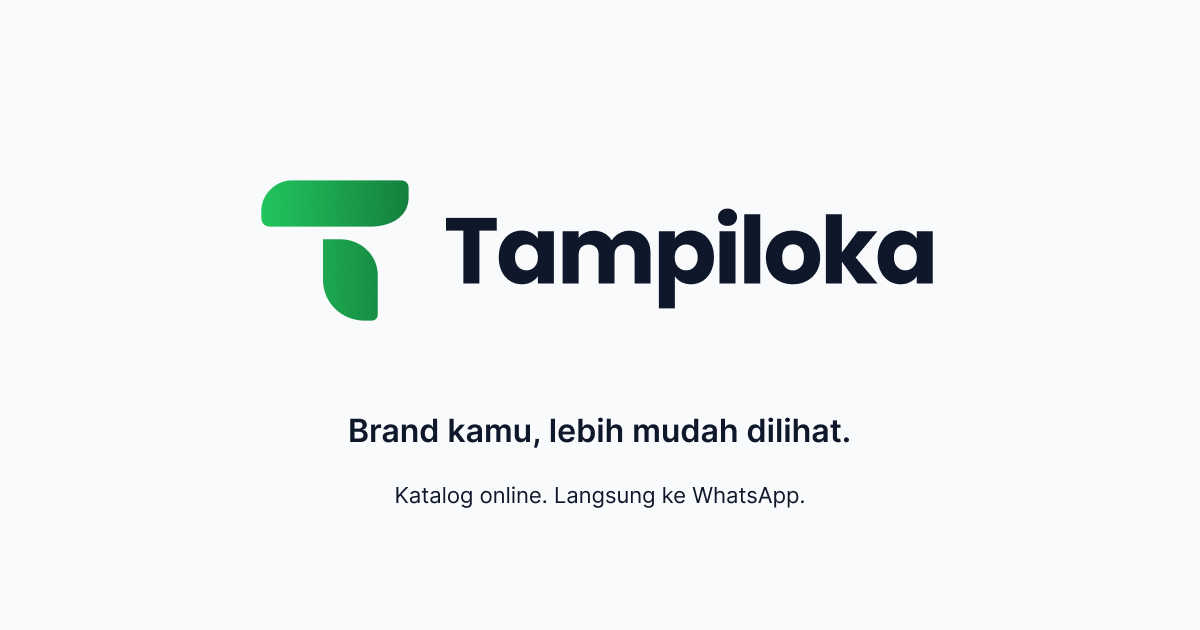 Tampiloka
Brand kamu, lebih mudah dilihat.
Katalog online. Langsung ke WhatsApp.